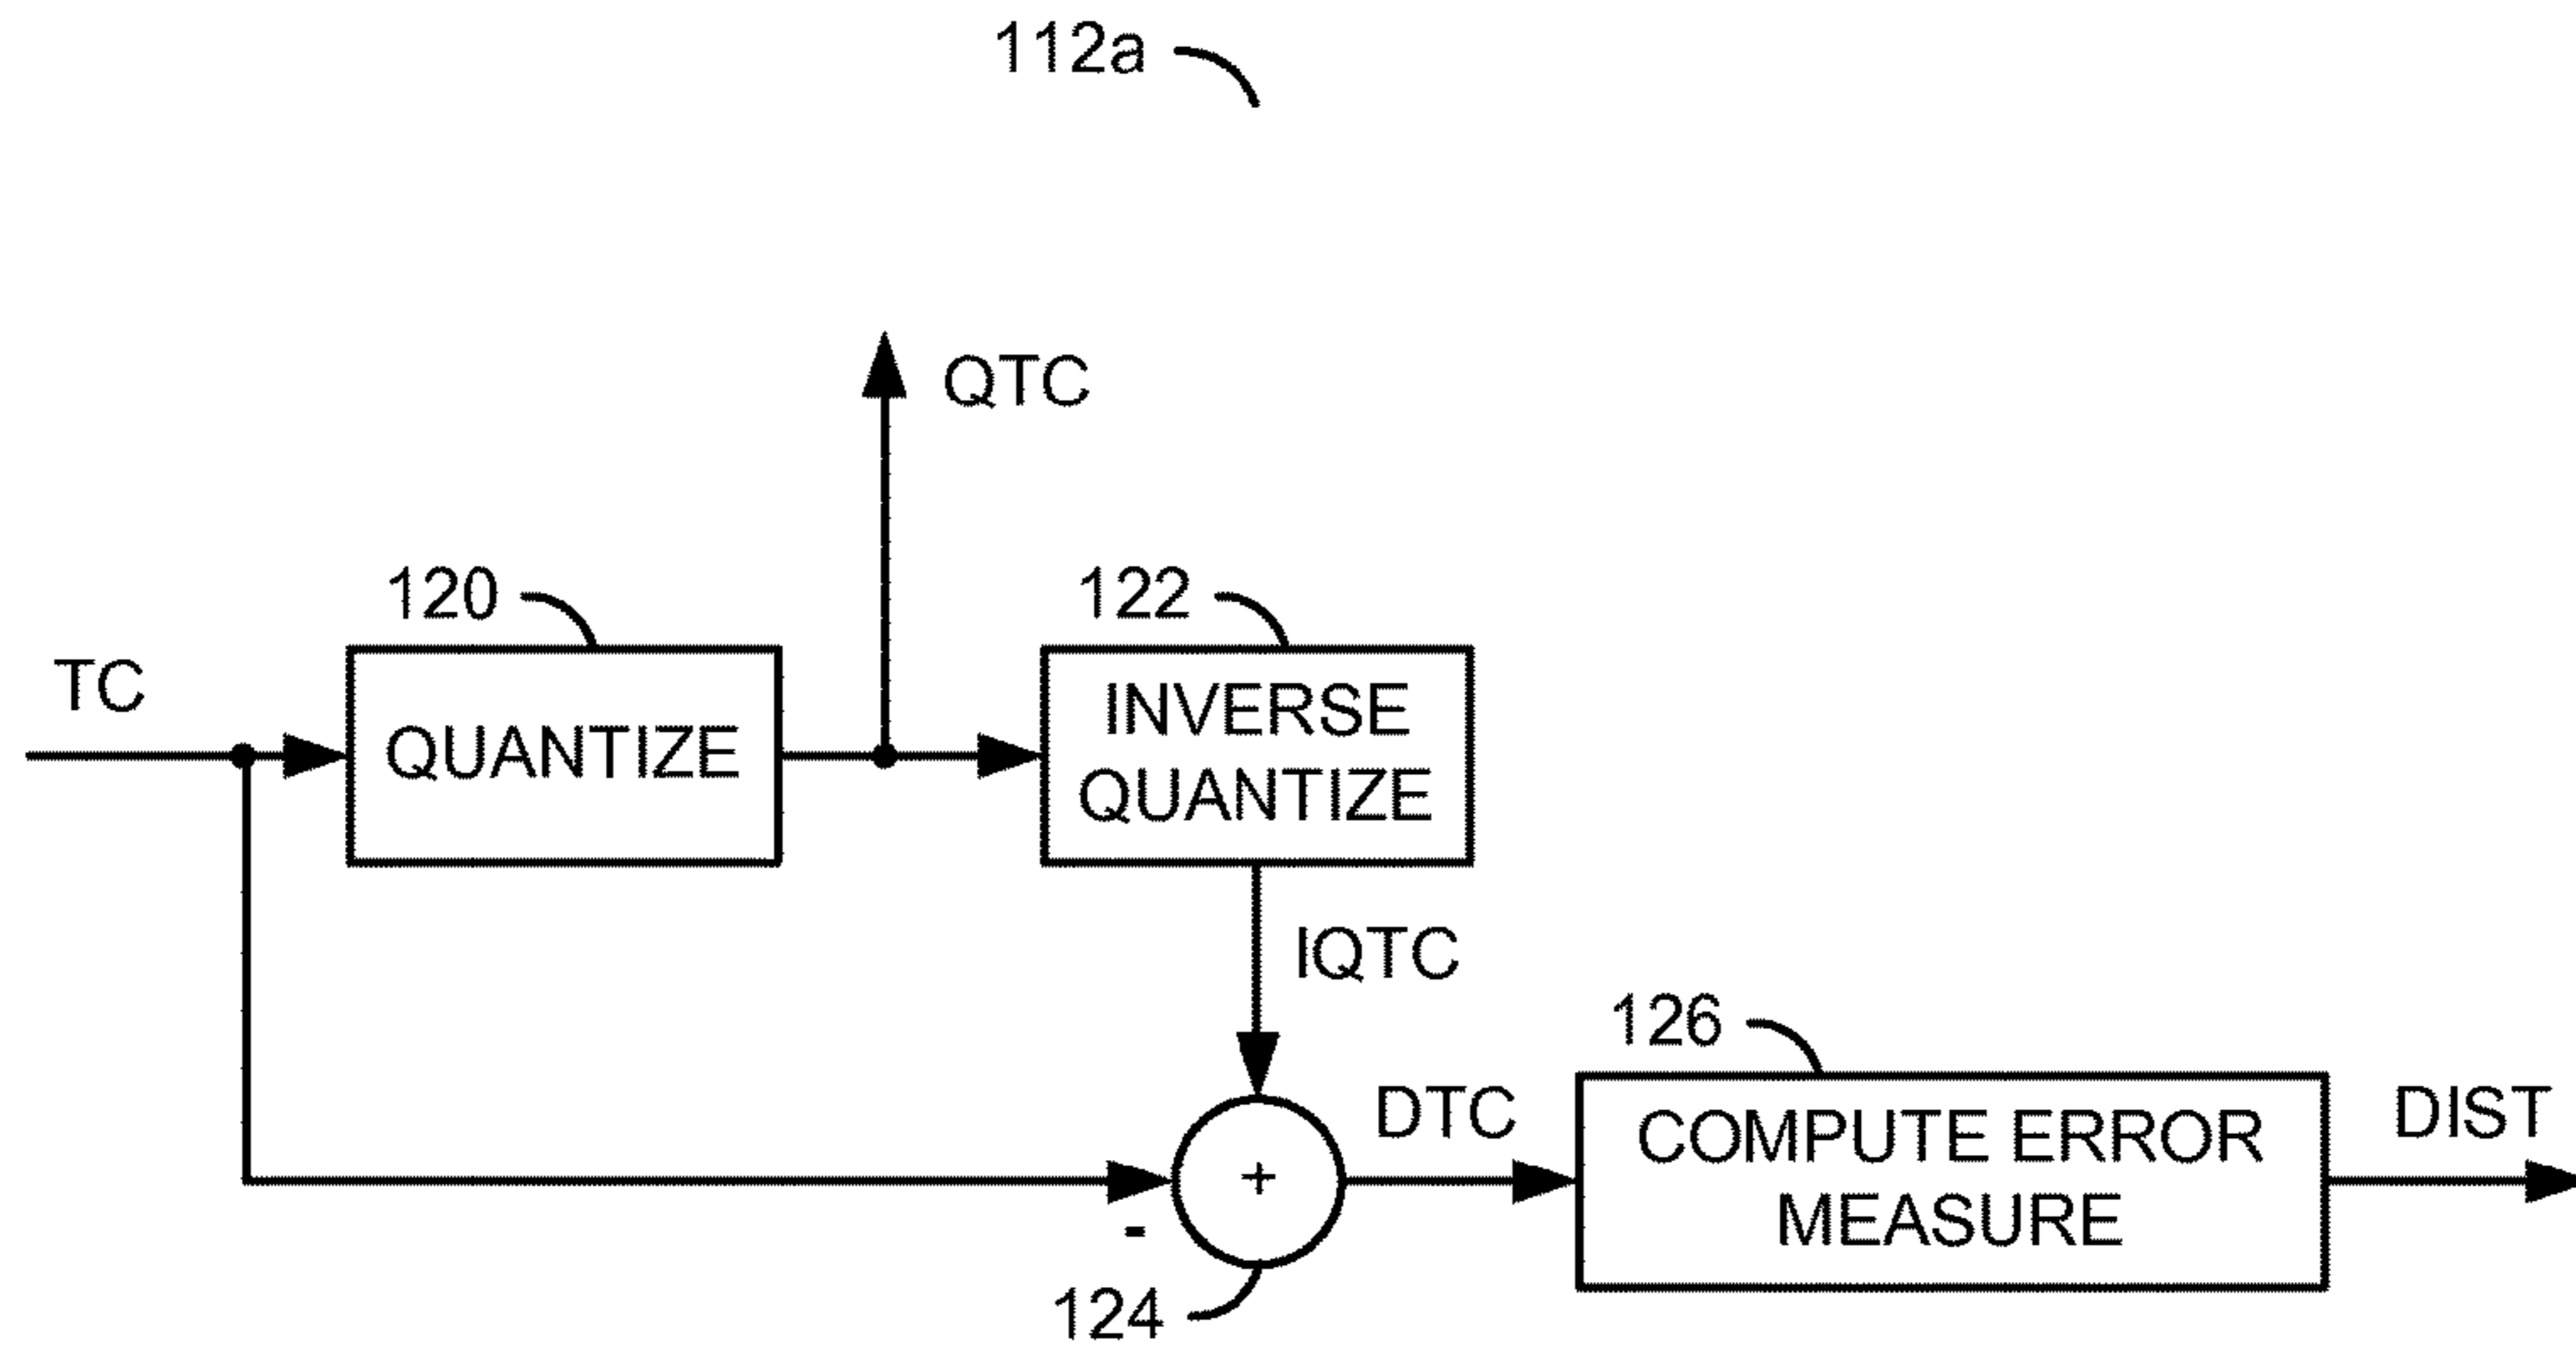 112a
QTC
120
122
TC
QUANTIZE
INVERSE
QUANTIZE
IQTC
126
DTC
COMPUTE ERROR
MEASURE
DIST
+
-
124